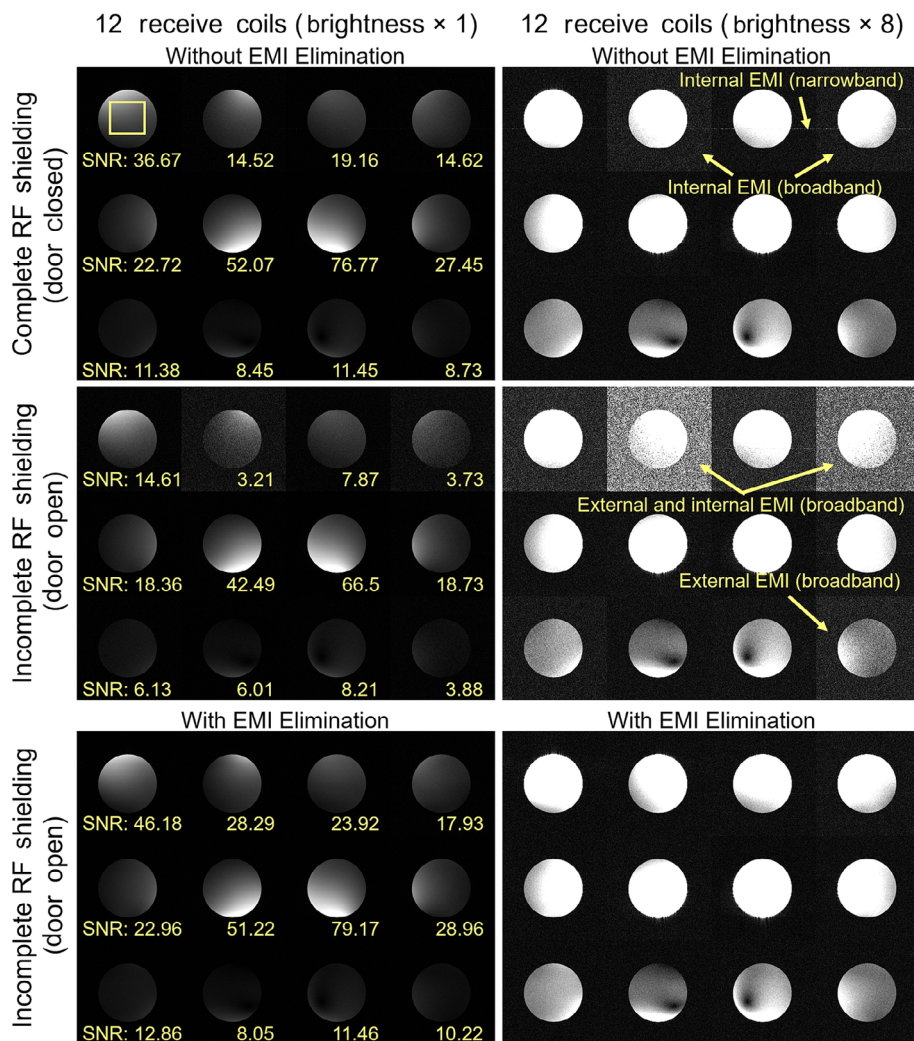 12 receive coils (brightness × 1)
12 receive coils (brightness × 8)
Without EMI Elimination
Without EMI Elimination
Complete RF shielding
(door closed)
SNR: 36.67 14.52 19.16 14.62
SNR: 22.72 52.07 76.77 27.45
SNR: 11.38 8.45 11.45 8.73
Internal EMI (narrowband)
Internal EMI (broadband)
Incomplete RF shielding
(door open)
SNR: 14.61 3.21 7.87 3.73
SNR: 18.36 42.49 66.5 18.73
SNR: 6.13 6.01 8.21 3.88
External and internal EMI (broadband)
External EMI (broadband)
With EMI Elimination
With EMI Elimination
Incomplete RF shielding
(door open)
SNR: 46.18 28.29 23.92 17.93
SNR: 22.96 51.22 79.17 28.96
SNR: 12.86 8.05 11.46 10.22